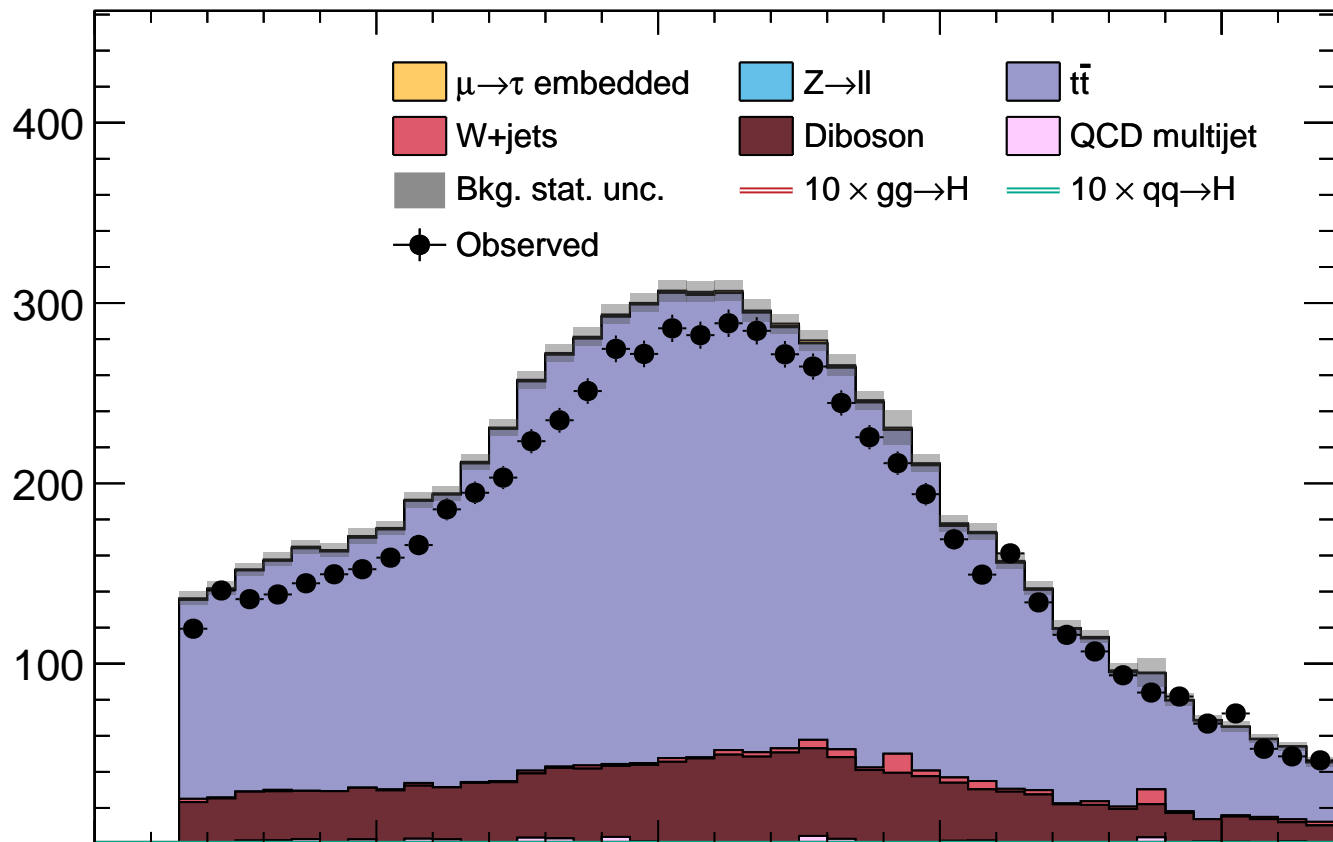 μ→τ embedded Z→ll tt̄
400
W+jets Diboson QCD multijet
Bkg. stat. unc. 10 × gg→H 10 × qq→H
Observed
300
200
100